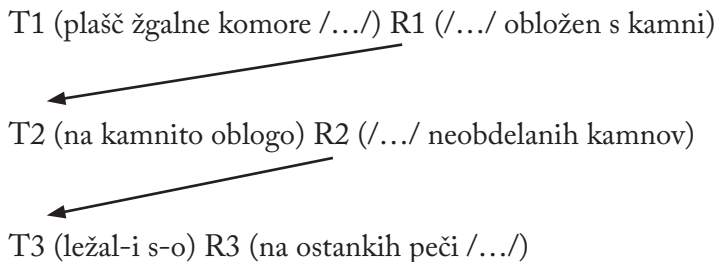 T1 (plašč žgalne komore /…/) R1 (/…/ obložen s kamni)
T2 (na kamnito oblogo) R2 (/…/ neobdelanih kamnov)
T3 (ležal-i s-o) R3 (na ostankih peči /…/)